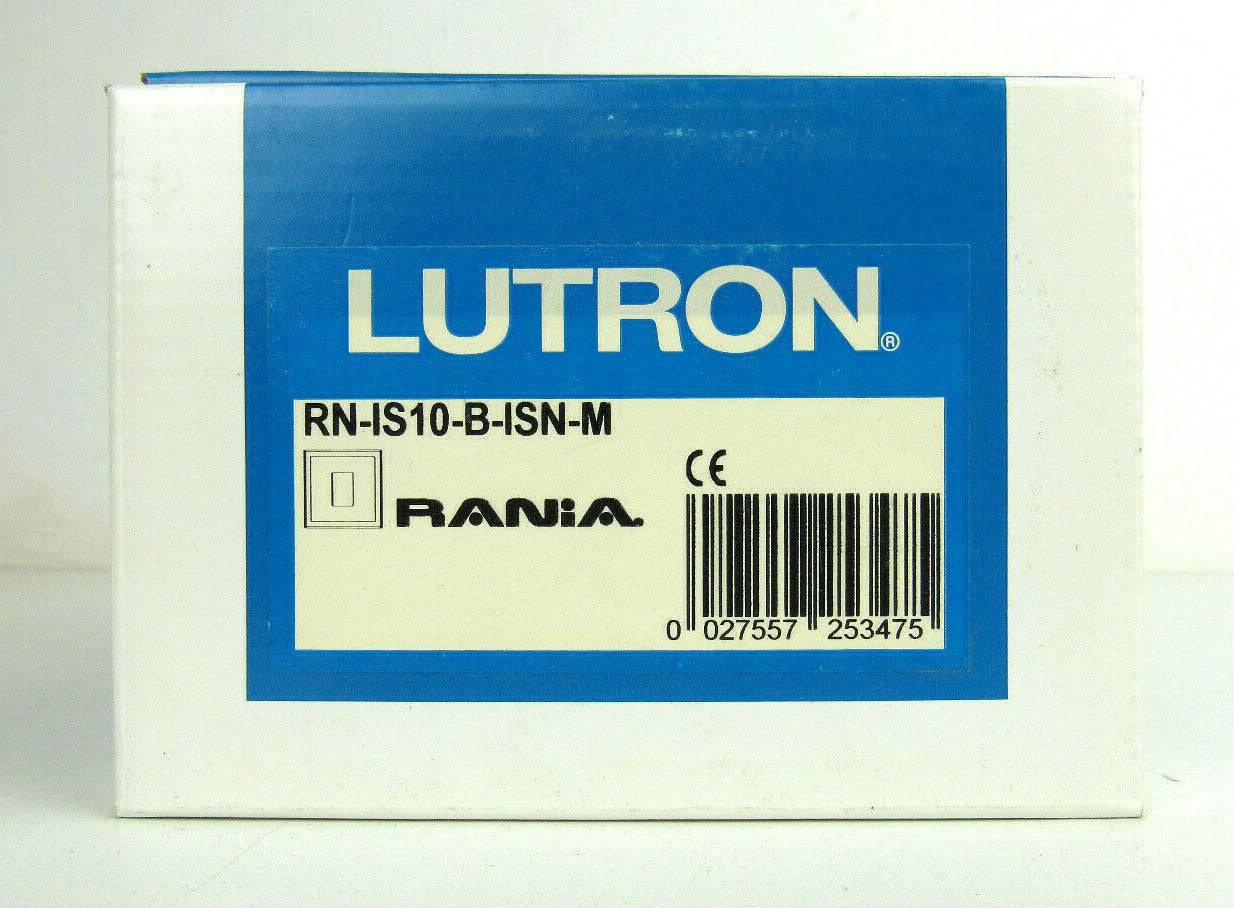 LUTRON®
RN-IS10-B-ISN-M
CE
RANiA.
0 027557 253475